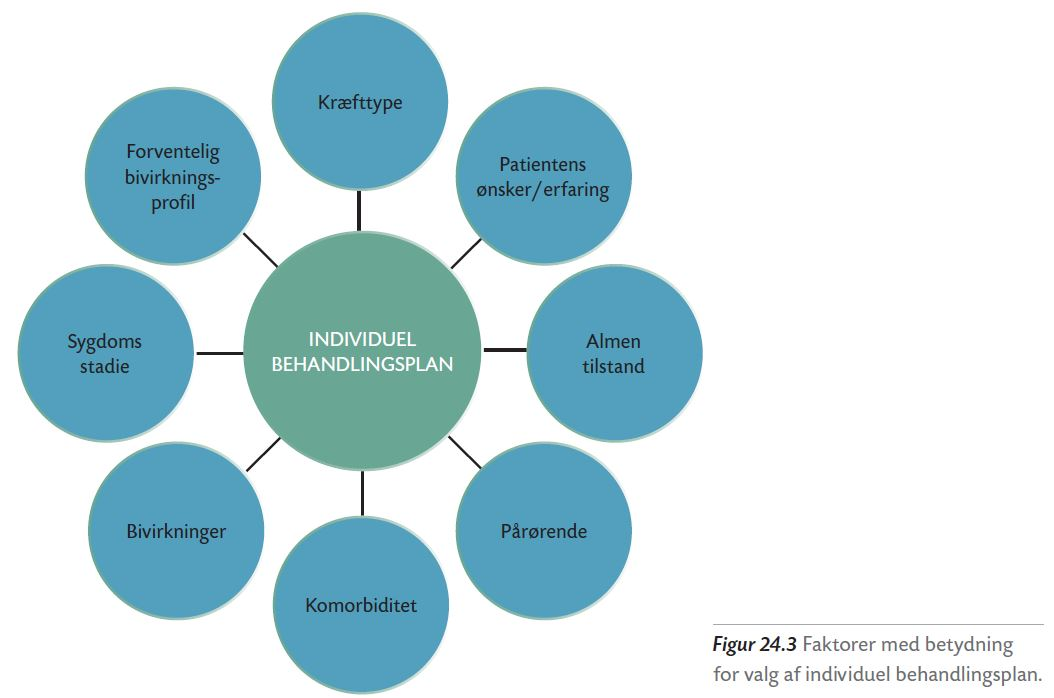 Kræfttype
Patientens
ønsker/erfaring
Almen
tilstand
Pårørende
Komorbiditet
Bivirkninger
Sygdoms
stadie
Forventelig
bivirknings-
profil
INDIVIDUEL
BEHANDLINGSPLAN
Figur 24.3 Faktorer med betydning
for valg af individuel behandlingsplan.